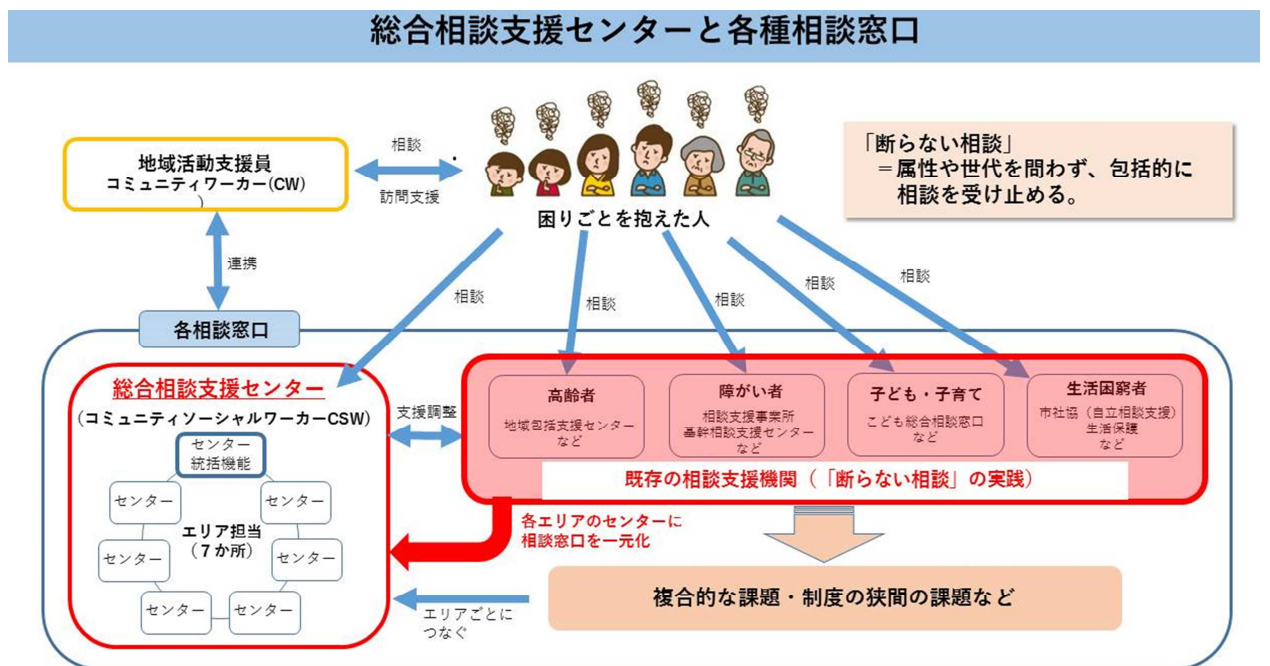 総合相談支援センターと各種相談窓口
地域活動支援員
コミュニティワーカー(CW)
)
相談
訪問支援
困りごとを抱えた人
「断らない相談」
＝属性や世代を問わず、包括的に
相談を受け止める。
連携
相談
相談
相談
相談
相談
各相談窓口
総合相談支援センター
(コミュニティソーシャルワーカーCSW)
センター
統括機能
センター
センター
エリア担当
（７か所）
センター
センター
センター
センター
支援調整
高齢者
地域包括支援センター
など
障がい者
相談支援事業所
基幹相談支援センター
など
子ども・子育て
こども総合相談窓口
など
生活困窮者
市社協（自立相談支援）
生活保護
など
既存の相談支援機関（「断らない相談」の実践）
各エリアのセンターに
相談窓口を一元化
複合的な課題・制度の狭間の課題など
エリアごとに
つなぐ